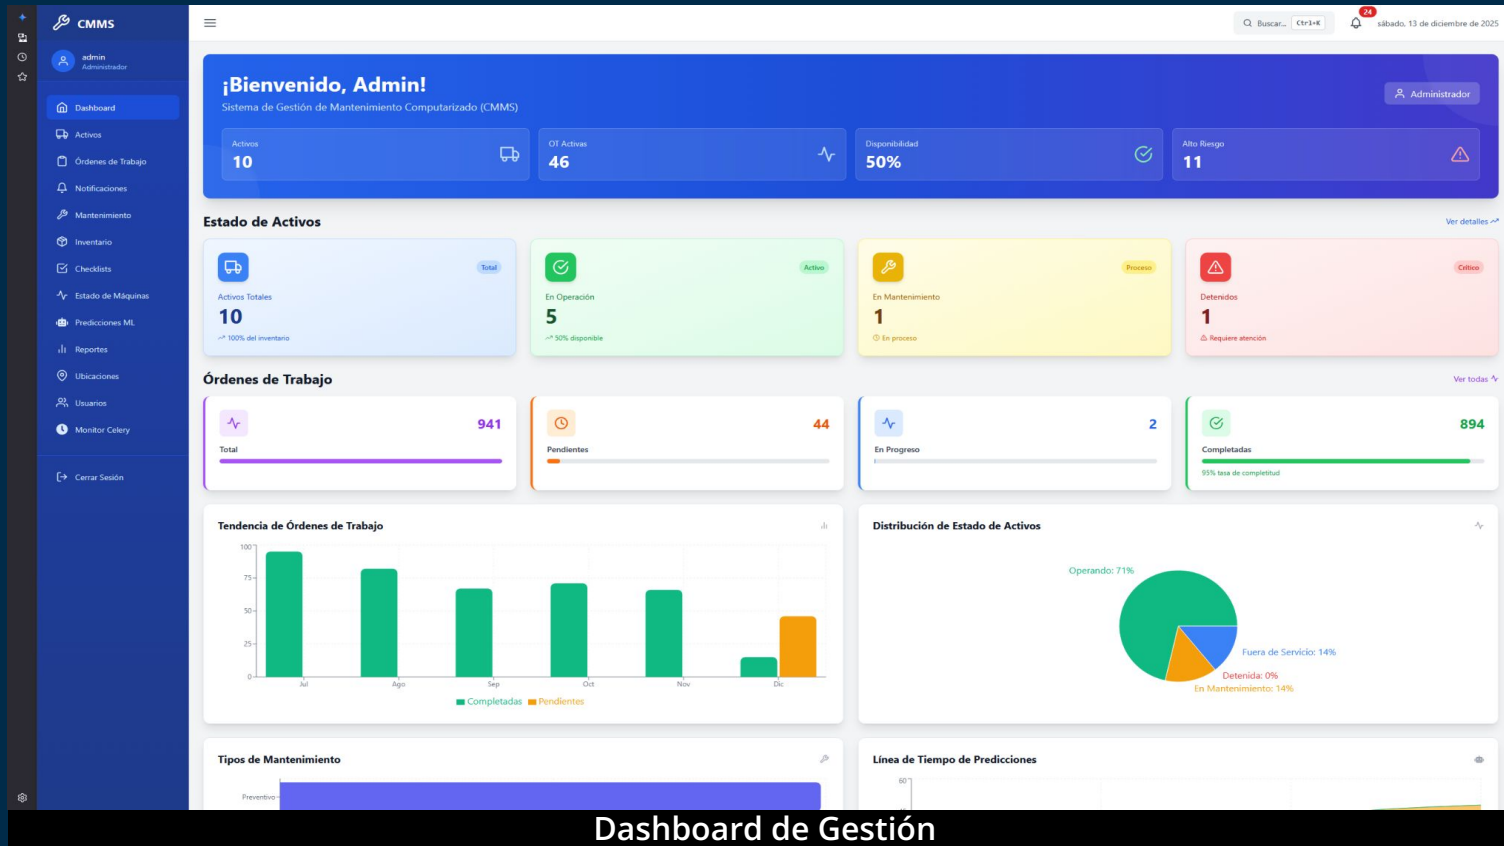 CMMS
admin
Administrador
Dashboard
Activos
Órdenes de Trabajo
Notificaciones
Mantenimiento
Inventario
Checklists
Estado de Máquinas
Predicciones ML
Reportes
Ubicaciones
Usuarios
Monitor Celery
Cerrar Sesión
Buscar... Ctrl+K
24
sábado, 13 de diciembre de 2025
¡Bienvenido, Admin!
Sistema de Gestión de Mantenimiento Computarizado (CMMS)
Administrador
Activos
10
OT Activas
46
Disponibilidad
50%
Alto Riesgo
11
Estado de Activos
Ver detalles
Total
Activos Totales
10
100% del inventario
Activo
En Operación
5
50% disponible
Proceso
En Mantenimiento
1
En proceso
Crítico
Detenidos
1
Requiere atención
Órdenes de Trabajo
Ver todas
941
Total
44
Pendientes
2
En Progreso
894
Completadas
95% tasa de completitud
Tendencia de Órdenes de Trabajo
100
75
50
25
0
Jul Ago Sep Oct Nov Dic
Completadas Pendientes
Distribución de Estado de Activos
Operando: 71%
Fuera de Servicio: 14%
Detenida: 0%
En Mantenimiento: 14%
Tipos de Mantenimiento
Preventivo
Línea de Tiempo de Predicciones
60
Dashboard de Gestión